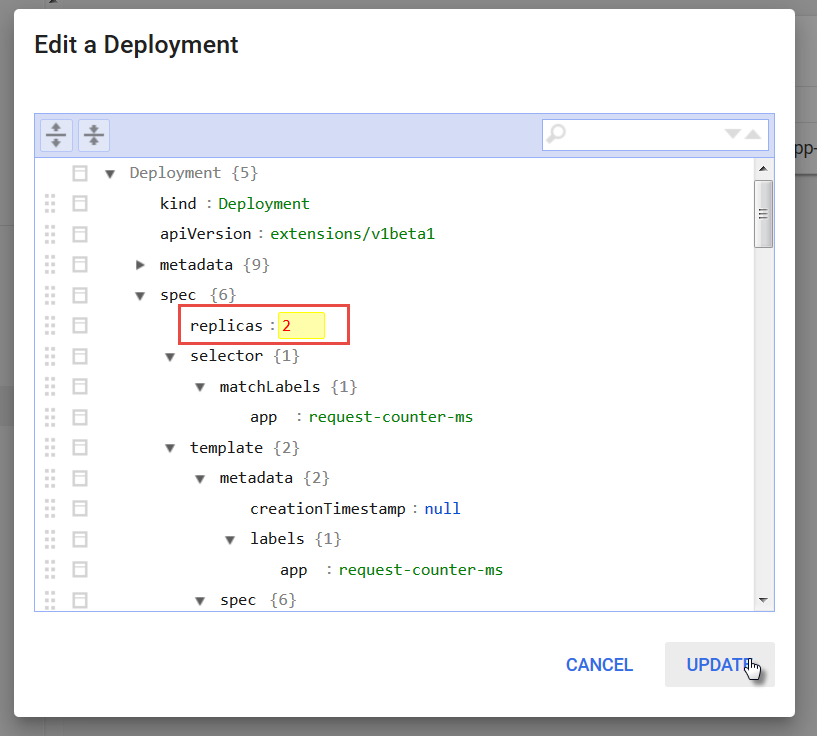 Edit a Deployment
Deployment {5}
kind : Deployment
apiVersion : extensions/v1beta1
metadata {9}
spec {6}
replicas : 2
selector {1}
matchLabels {1}
app : request-counter-ms
template {2}
metadata {2}
creationTimestamp : null
labels {1}
app : request-counter-ms
spec {6}
CANCEL UPDATE